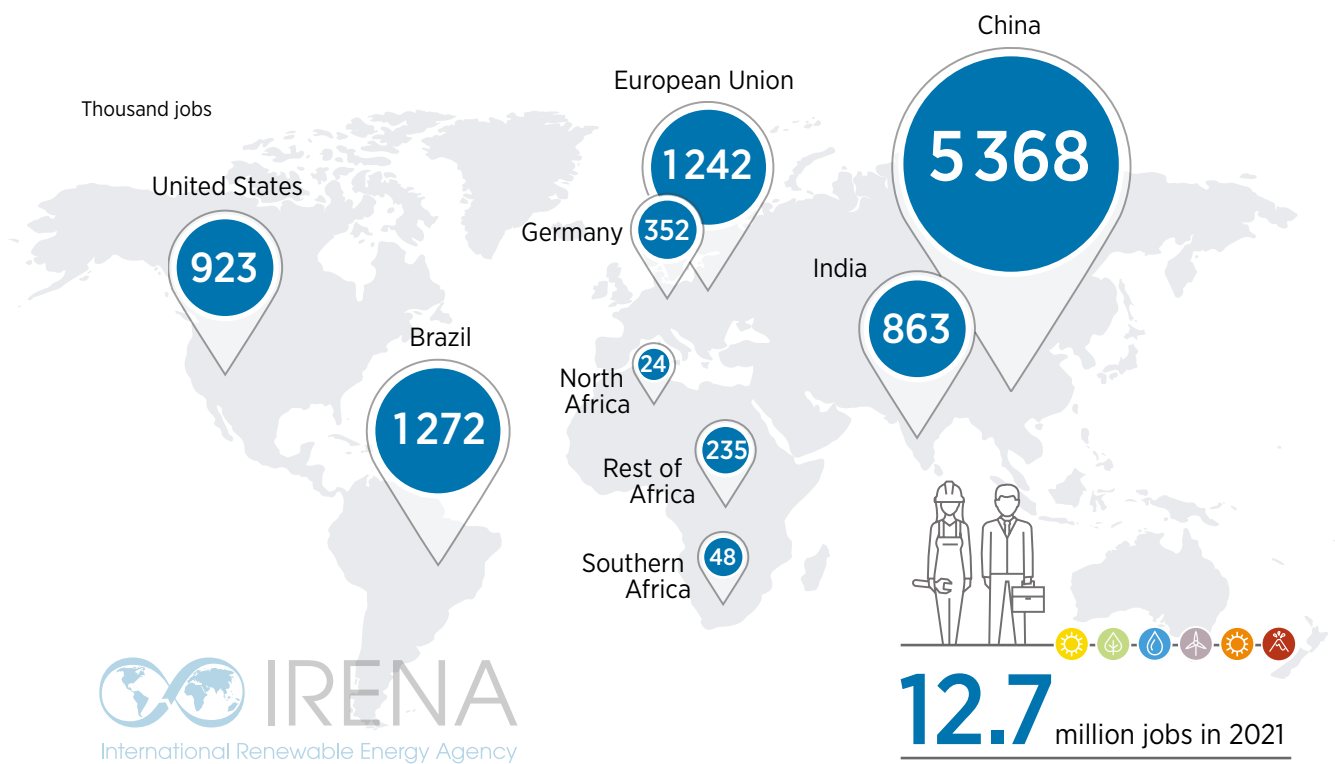 China
5 368
European Union
1 242
Thousand jobs
United States
923
Germany
352
India
863
Brazil
1 272
North
Africa
24
Rest of
Africa
235
Southern
Africa
48
IRENA
International Renewable Energy Agency
12.7 million jobs in 2021